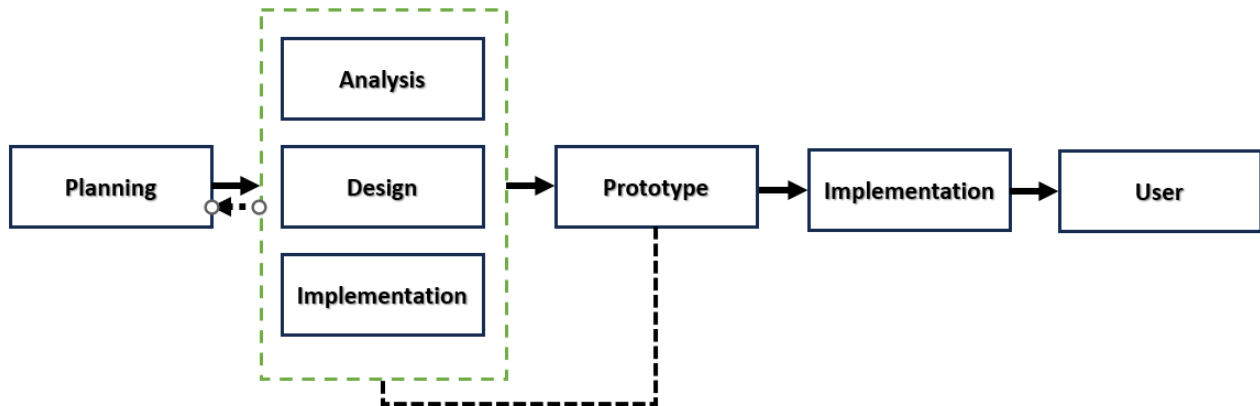 Planning
Analysis
Design
Implementation
Prototype
Implementation
User